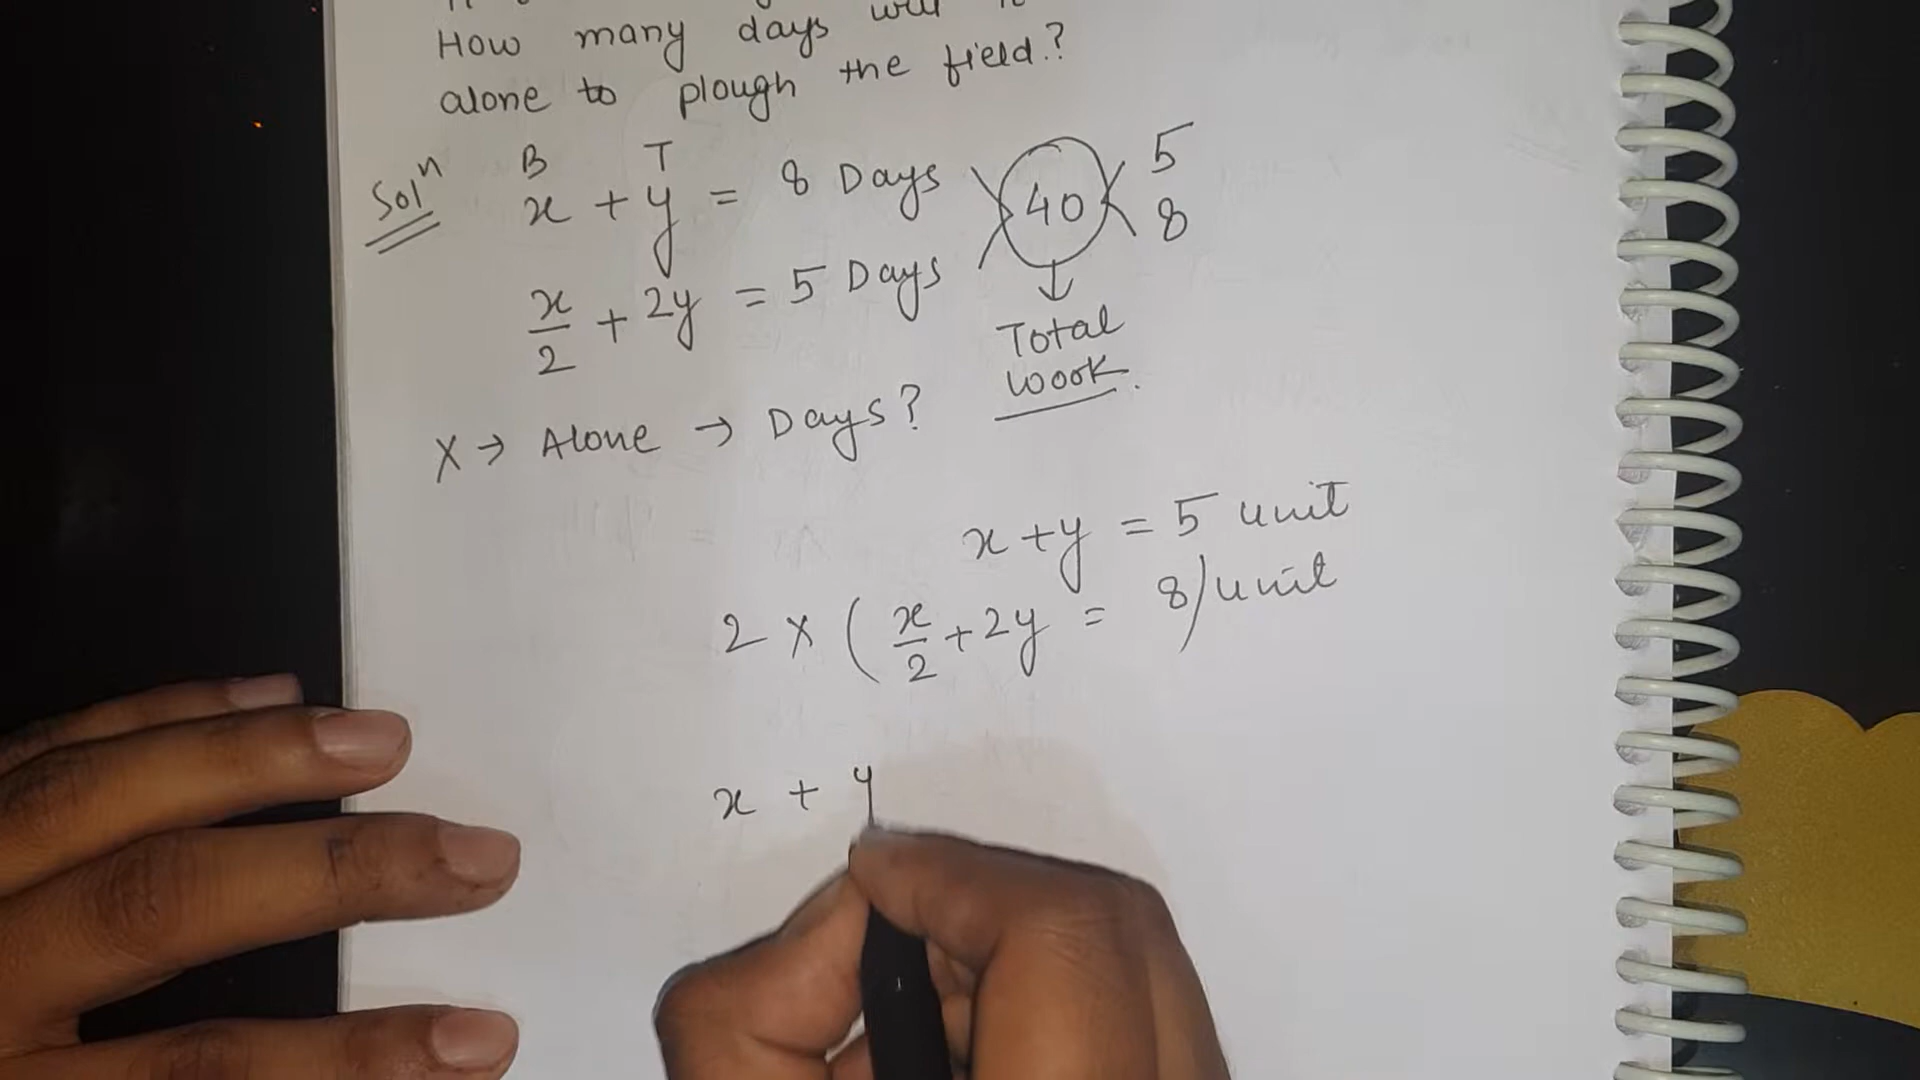 How many days will
alone to plough the field.?
Solⁿ B T
x + y = 8 Days 40 5
8
x/2 + 2y = 5 Days
Total
Work.
X → Alone → Days?
x + y = 5 unit
2 × ( x/2 + 2y = 8 ) unit
x + y